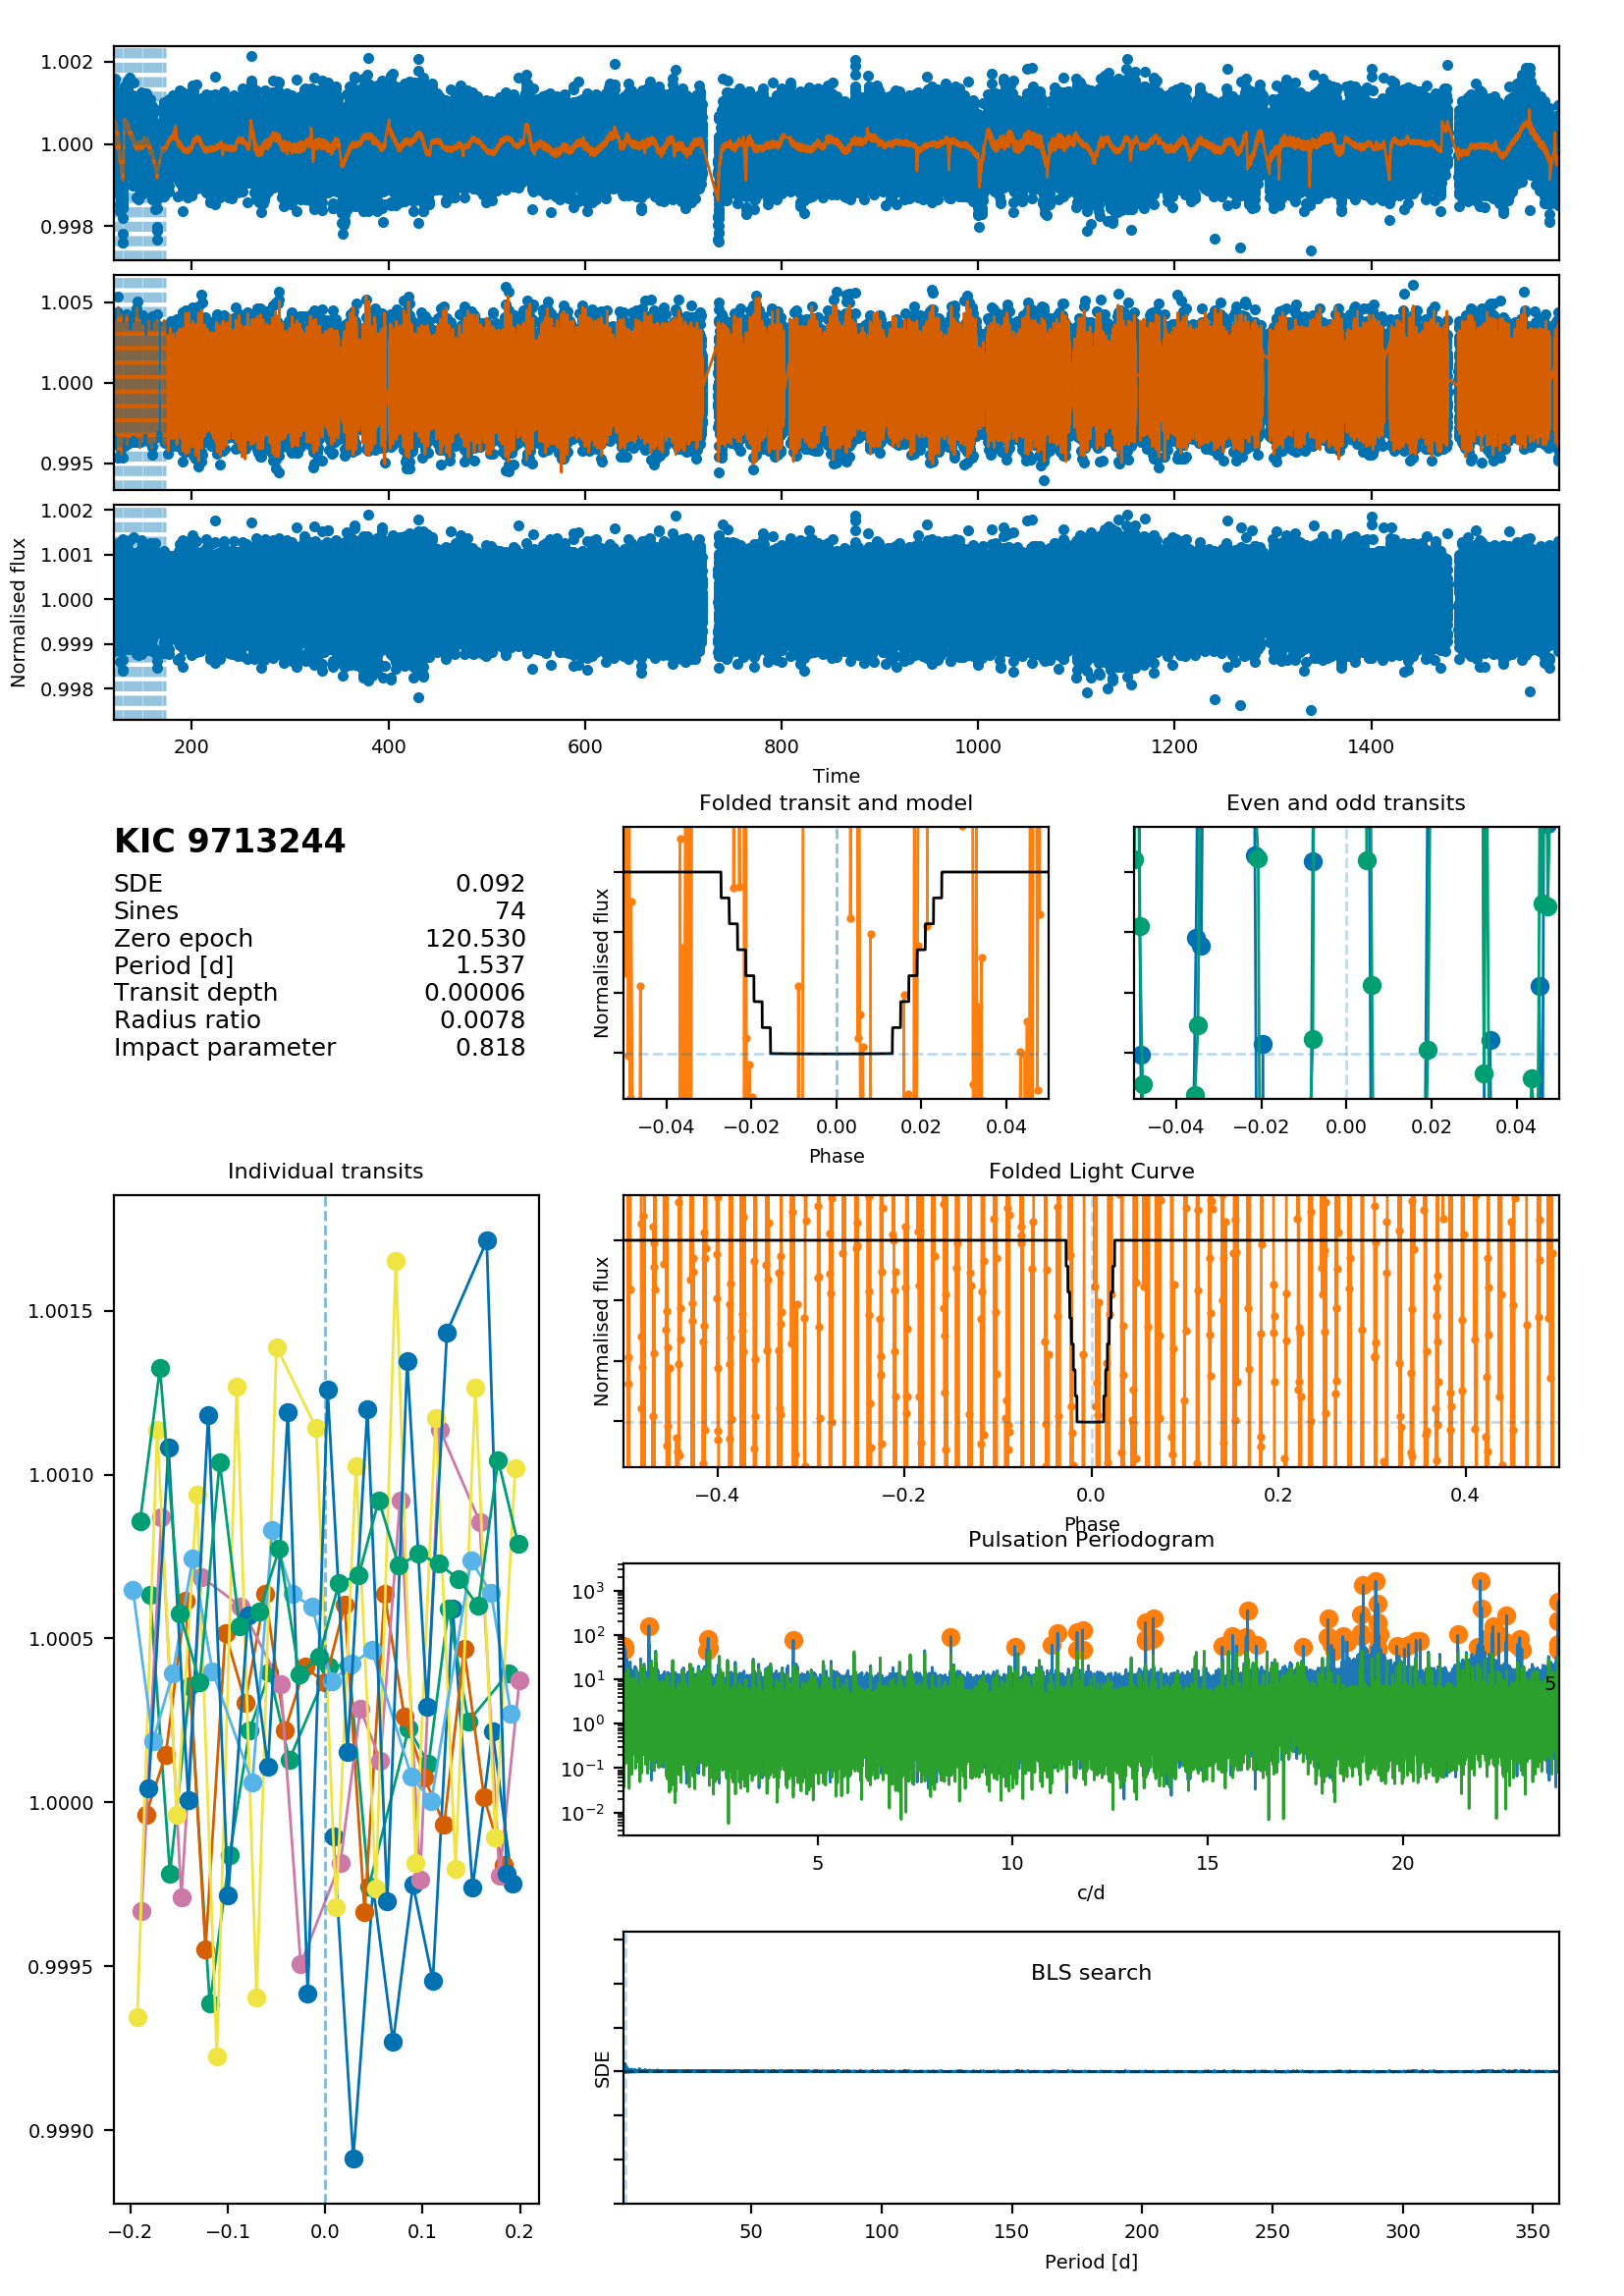 1.002
1.000
0.998
1.005
1.000
0.995
1.002
1.001
1.000
0.999
0.998
Normalised flux
200 400 600 800 1000 1200 1400
Time
KIC 9713244
SDE 0.092
Sines 74
Zero epoch 120.530
Period [d] 1.537
Transit depth 0.00006
Radius ratio 0.0078
Impact parameter 0.818
Folded transit and model
Normalised flux
−0.04 −0.02 0.00 0.02 0.04
Phase
Even and odd transits
−0.04 −0.02 0.00 0.02 0.04
Individual transits
1.0015
1.0010
1.0005
1.0000
0.9995
0.9990
−0.2 −0.1 0.0 0.1 0.2
Folded Light Curve
Normalised flux
−0.4 −0.2 0.0 0.2 0.4
Phase
Pulsation Periodogram
10³
10²
10¹
10⁰
10⁻¹
10⁻²
5
5 10 15 20
c/d
BLS search
SDE
50 100 150 200 250 300 350
Period [d]